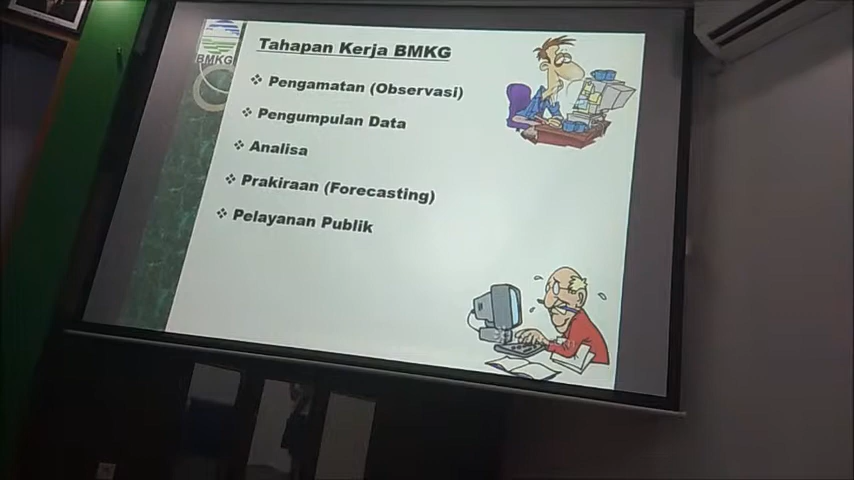 BMKG
Tahapan Kerja BMKG
Pengamatan (Observasi)
Pengumpulan Data
Analisa
Prakiraan (Forecasting)
Pelayanan Publik